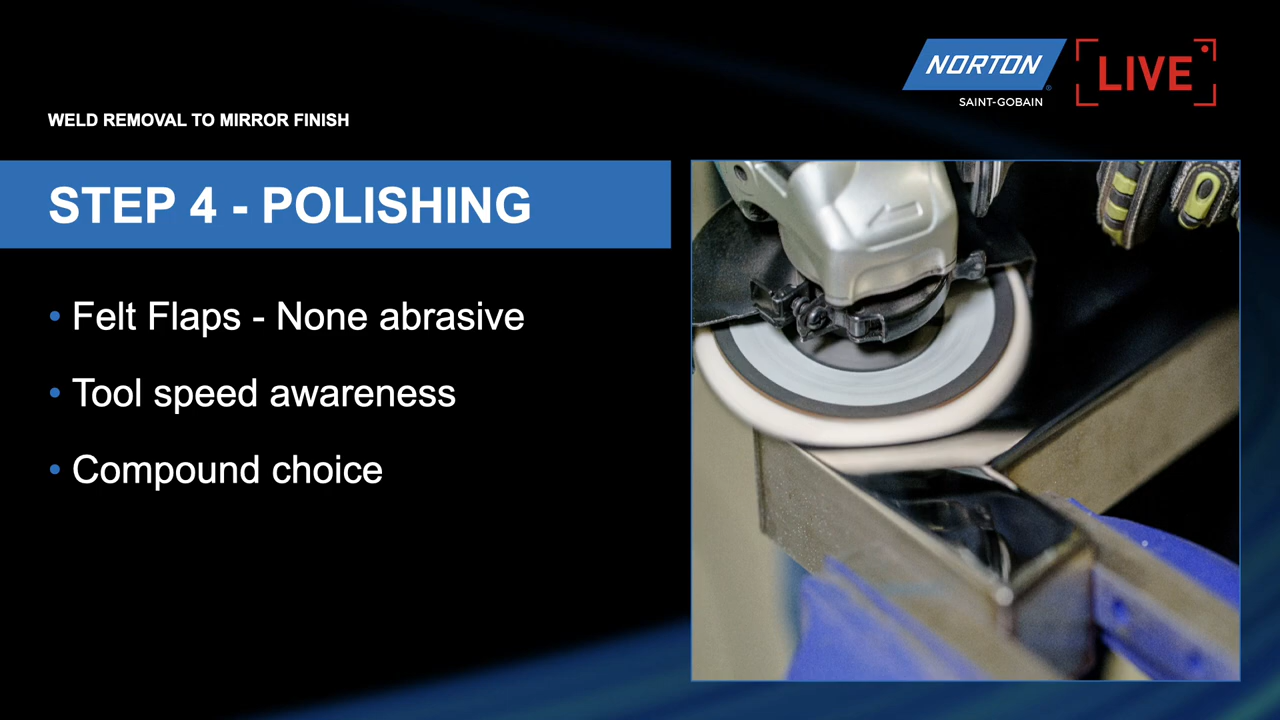 NORTON
SAINT-GOBAIN
LIVE
WELD REMOVAL TO MIRROR FINISH
STEP 4 - POLISHING
• Felt Flaps - None abrasive
• Tool speed awareness
• Compound choice